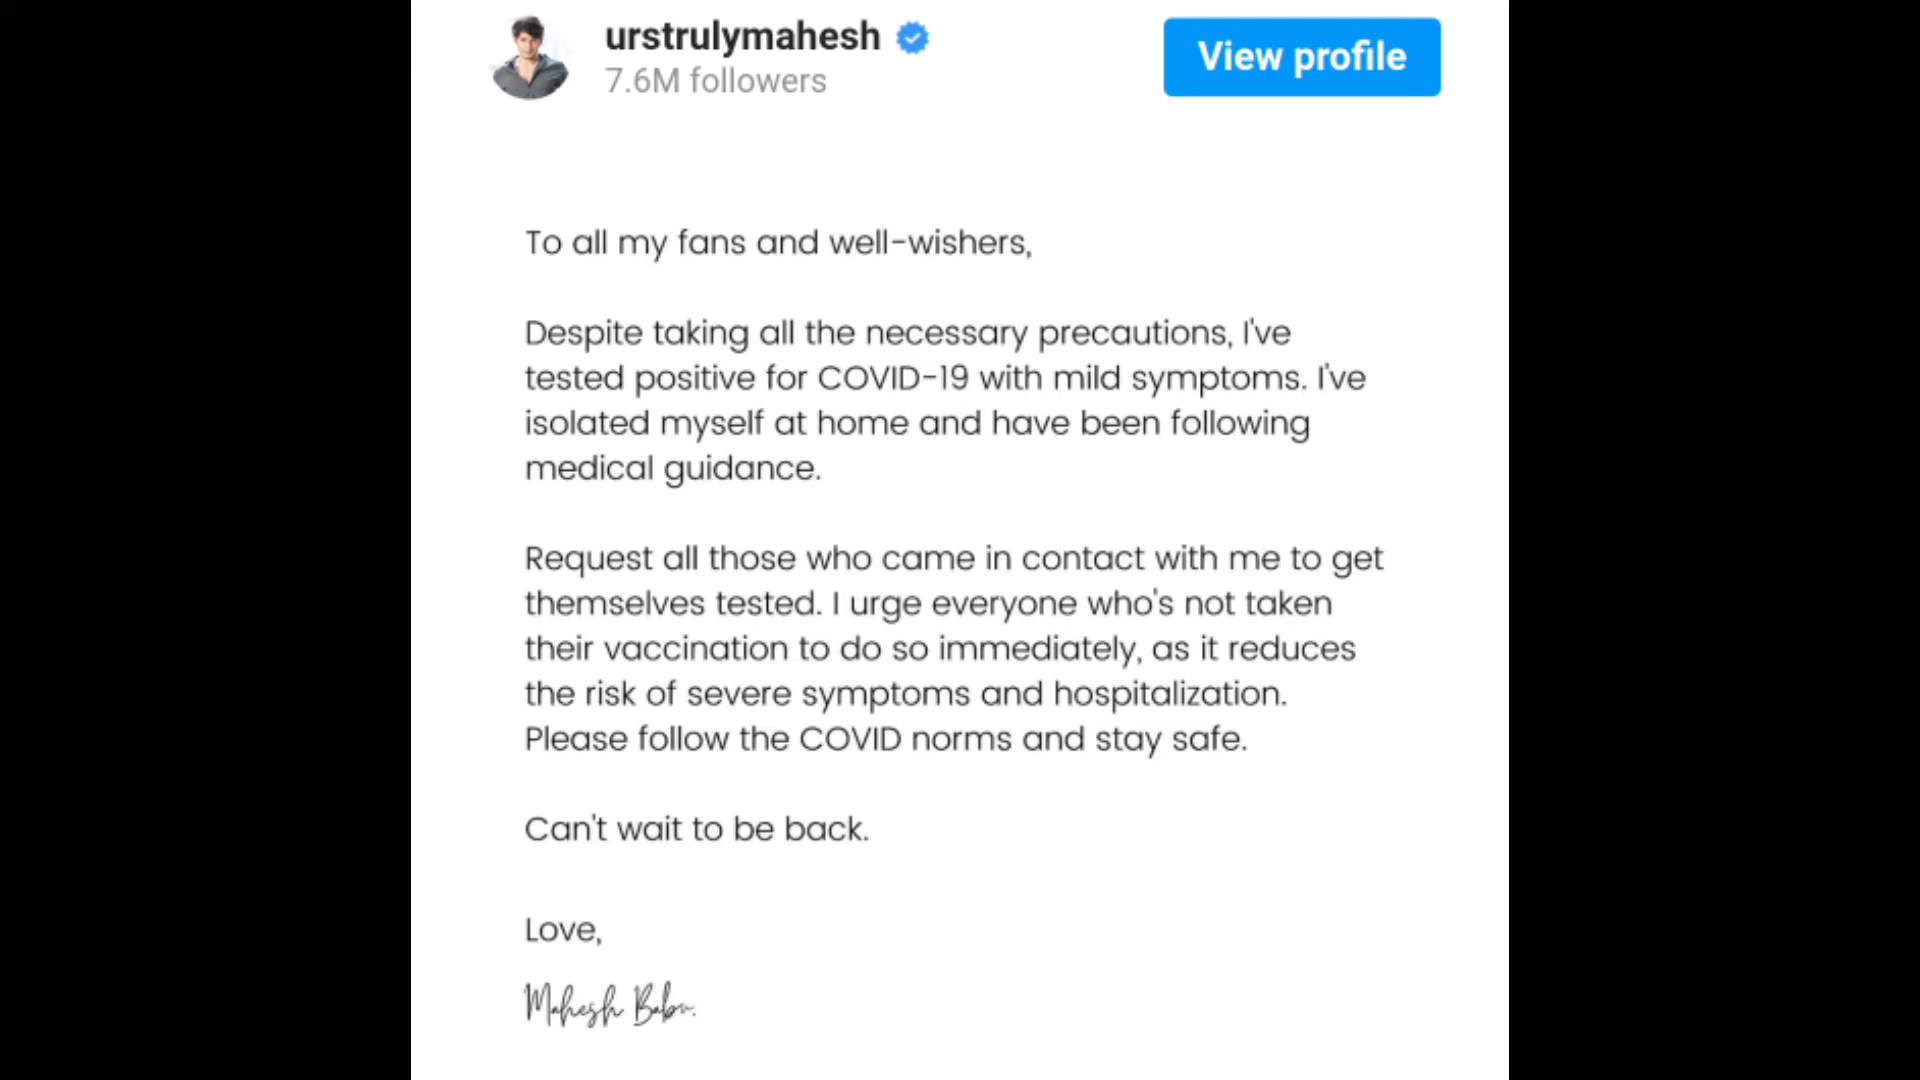 urstrulymahesh
View profile
7.6M followers
To all my fans and well-wishers,
Despite taking all the necessary precautions, I've
tested positive for COVID-19 with mild symptoms. I've
isolated myself at home and have been following
medical guidance.
Request all those who came in contact with me to get
themselves tested. I urge everyone who's not taken
their vaccination to do so immediately, as it reduces
the risk of severe symptoms and hospitalization.
Please follow the COVID norms and stay safe.
Can't wait to be back.
Love,
Mahesh Babu.